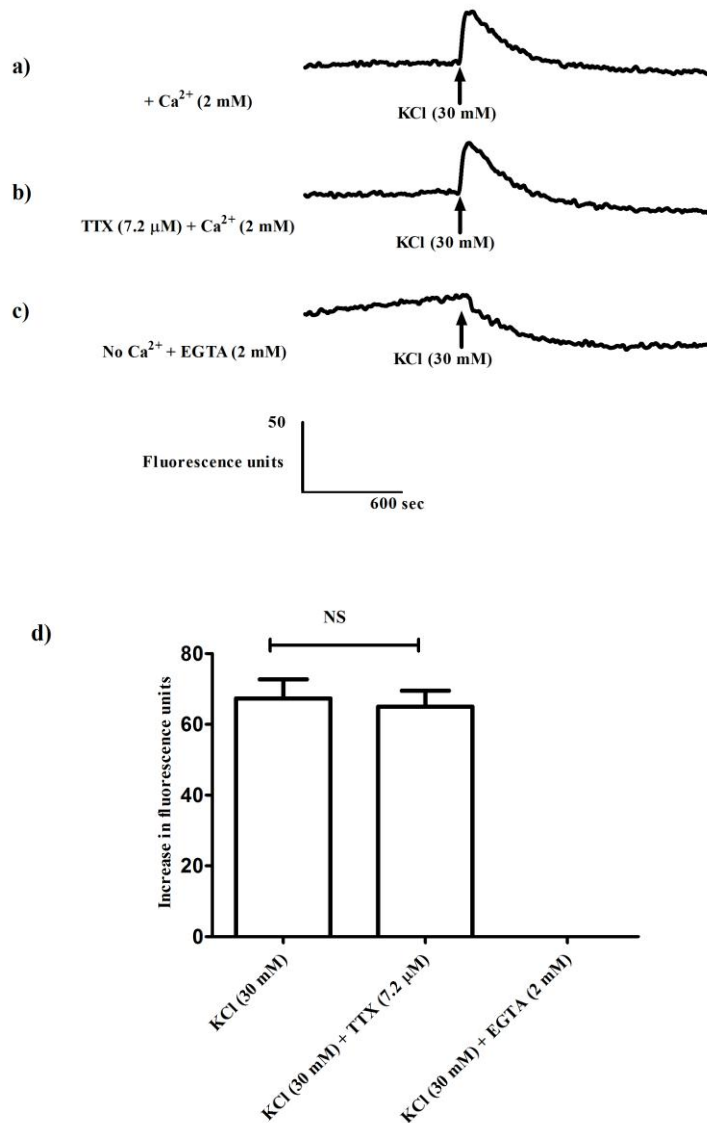 a)
+ Ca²⁺ (2 mM)
KCl (30 mM)
b)
TTX (7.2 µM) + Ca²⁺ (2 mM)
KCl (30 mM)
c)
No Ca²⁺ + EGTA (2 mM)
KCl (30 mM)
50
Fluorescence units
600 sec
d)
NS
Increase in fluorescence units
80
60
40
20
0
KCl (30 mM)
KCl (30 mM) + TTX (7.2 µM)
KCl (30 mM) + EGTA (2 mM)